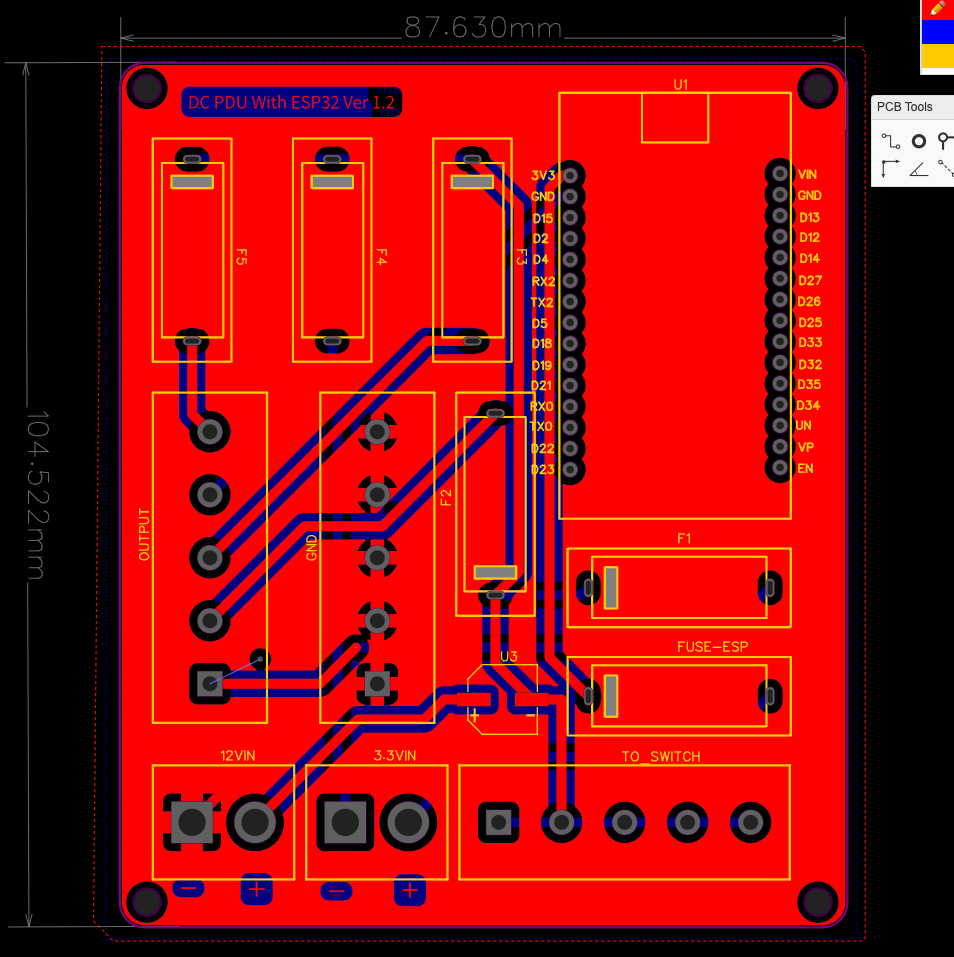 87.630mm
PCB Tools
DC PDU With ESP32 Ver 1.2
U1
3V3
GND
D15
D2
D4
RX2
TX2
D5
D18
D19
D21
RX0
TX0
D22
D23
VIN
GND
D13
D12
D14
D27
D26
D25
D33
D32
D35
D34
UN
VP
EN
F5
F4
F3
104.522mm
OUTPUT
GND
F2
F1
FUSE-ESP
U3
+ -
12VIN
3.3VIN
TO_SWITCH
- + - +